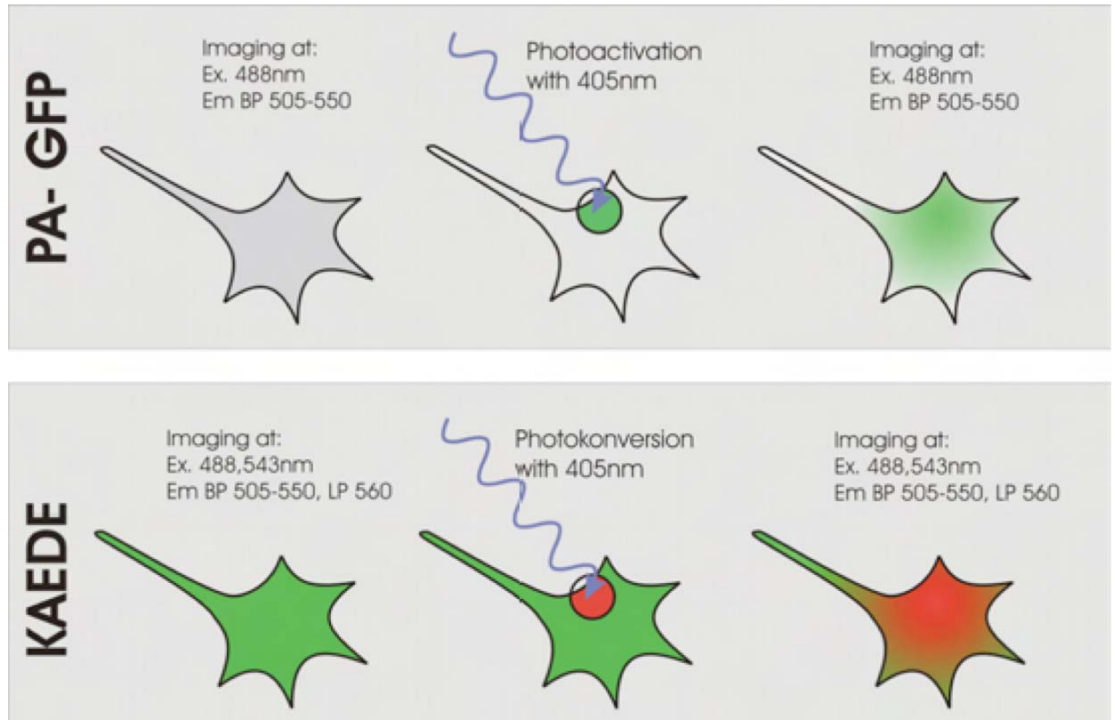 PA- GFP
Imaging at:
Ex. 488nm
Em BP 505-550
Photoactivation
with 405nm
Imaging at:
Ex. 488nm
Em BP 505-550
KAEDE
Imaging at:
Ex. 488,543nm
Em BP 505-550, LP 560
Photokonversion
with 405nm
Imaging at:
Ex. 488,543nm
Em BP 505-550, LP 560